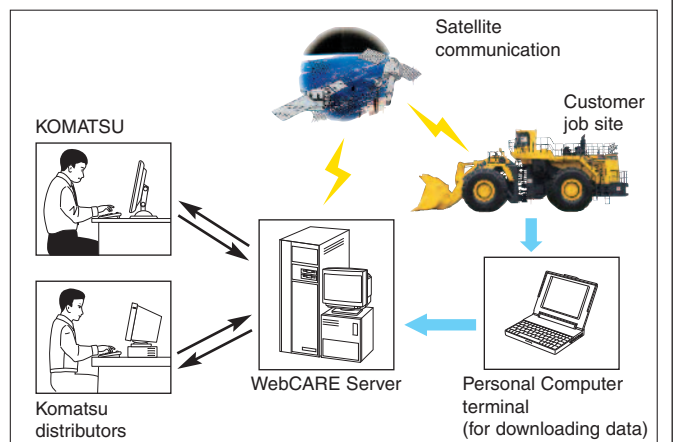 Satellite
communication
KOMATSU
Customer
job site
WebCARE Server
Personal Computer
terminal
(for downloading data)
Komatsu
distributors